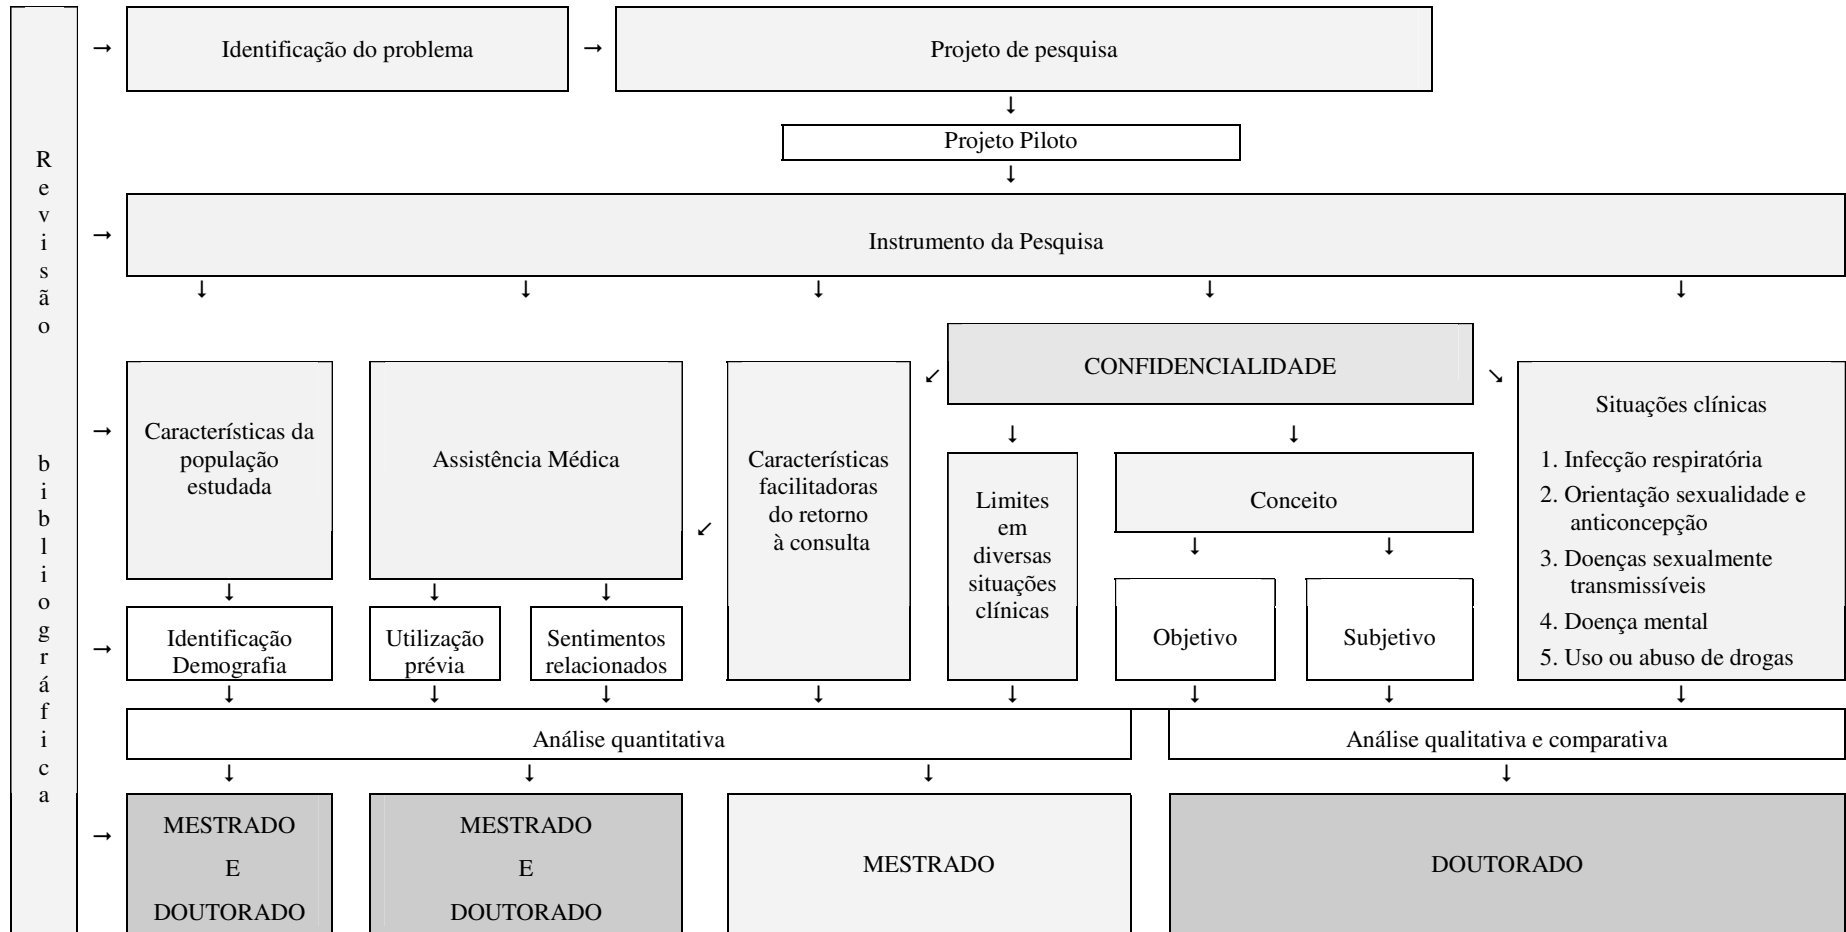 Revisão bibliográfica
→ Identificação do problema → Projeto de pesquisa
↓
Projeto Piloto
↓
→ Instrumento da Pesquisa
↓ ↓ ↓ ↓ ↓
↙ CONFIDENCIALIDADE ↘
↓ ↓
→ Características da
população
estudada
Assistência Médica
↙
Características
facilitadoras
do retorno
à consulta
Limites
em
diversas
situações
clínicas
Conceito
↓ ↓
Objetivo
Subjetivo
Situações clínicas
1. Infecção respiratória
2. Orientação sexualidade e
anticoncepção
3. Doenças sexualmente
transmissíveis
4. Doença mental
5. Uso ou abuso de drogas
↓ ↓ ↓
→ Identificação
Demografia
Utilização
prévia
Sentimentos
relacionados
↓ ↓ ↓ ↓ ↓ ↓ ↓ ↓
Análise quantitativa
Análise qualitativa e comparativa
↓ ↓ ↓ ↓
→ MESTRADO
E
DOUTORADO
MESTRADO
E
DOUTORADO
MESTRADO
DOUTORADO